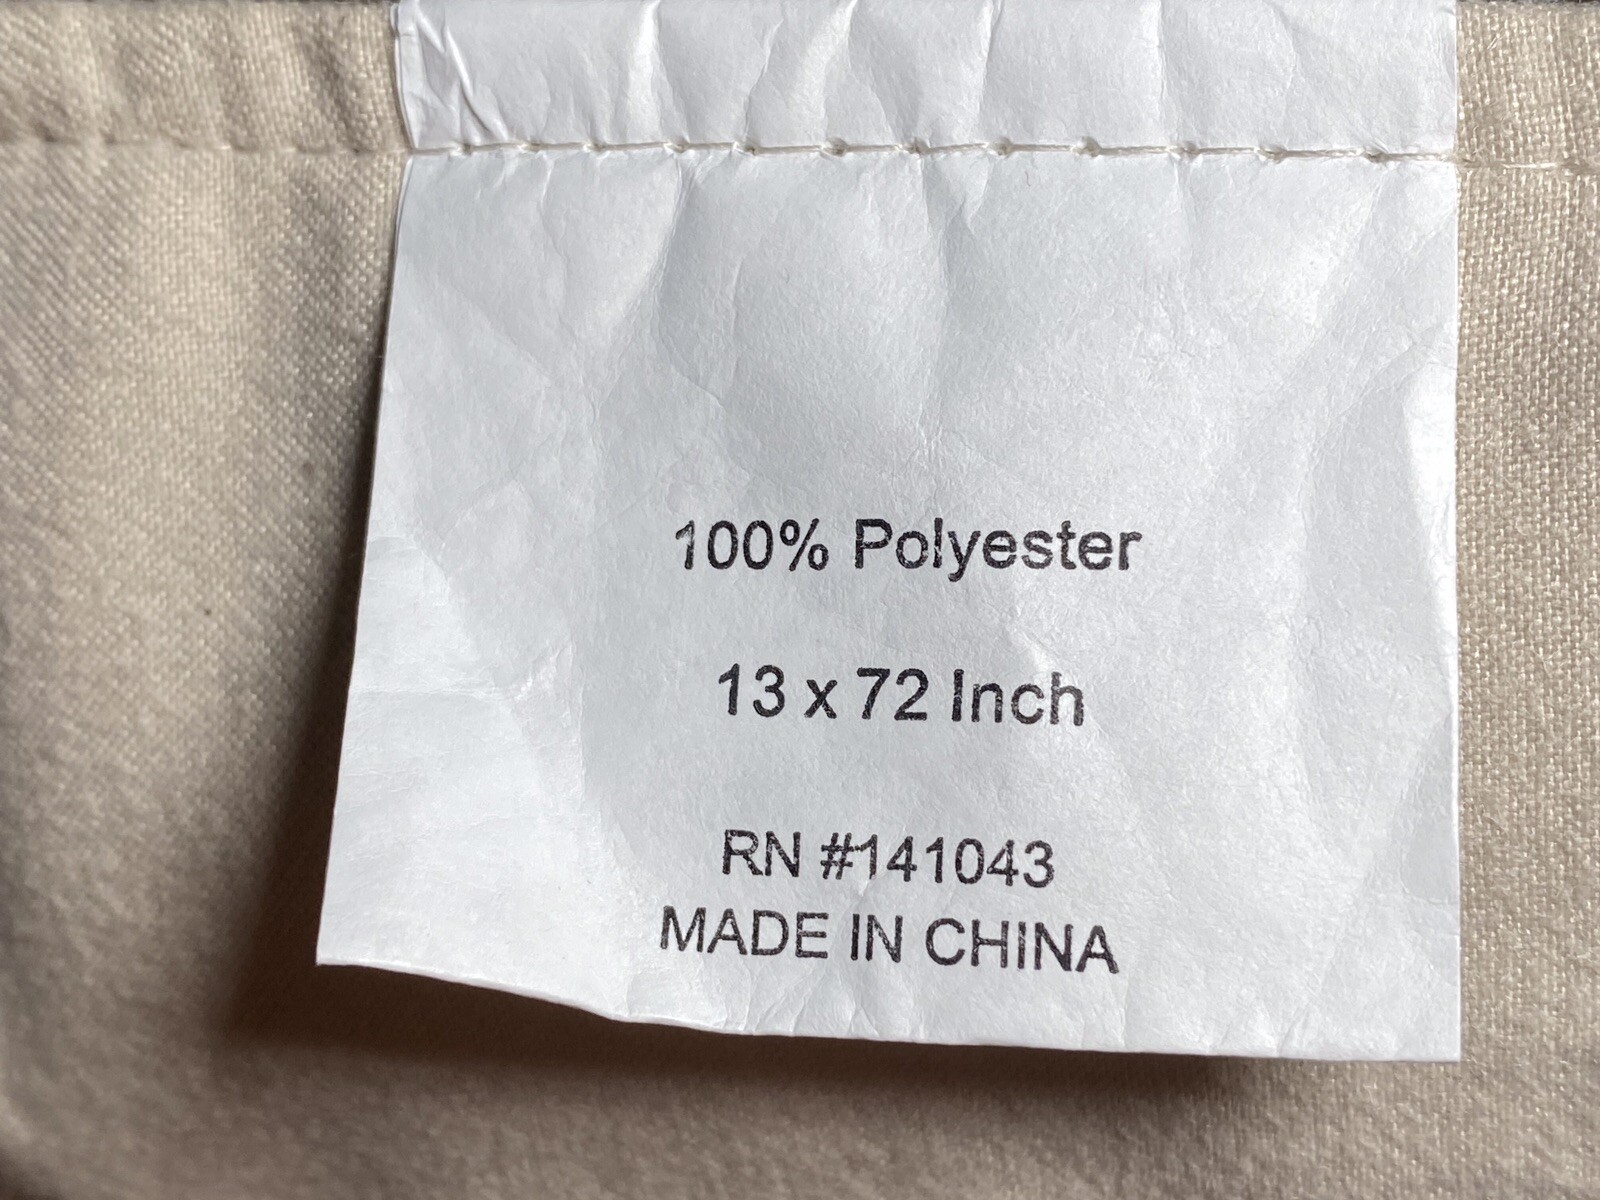 100% Polyester
13 x 72 Inch
RN #141043
MADE IN CHINA